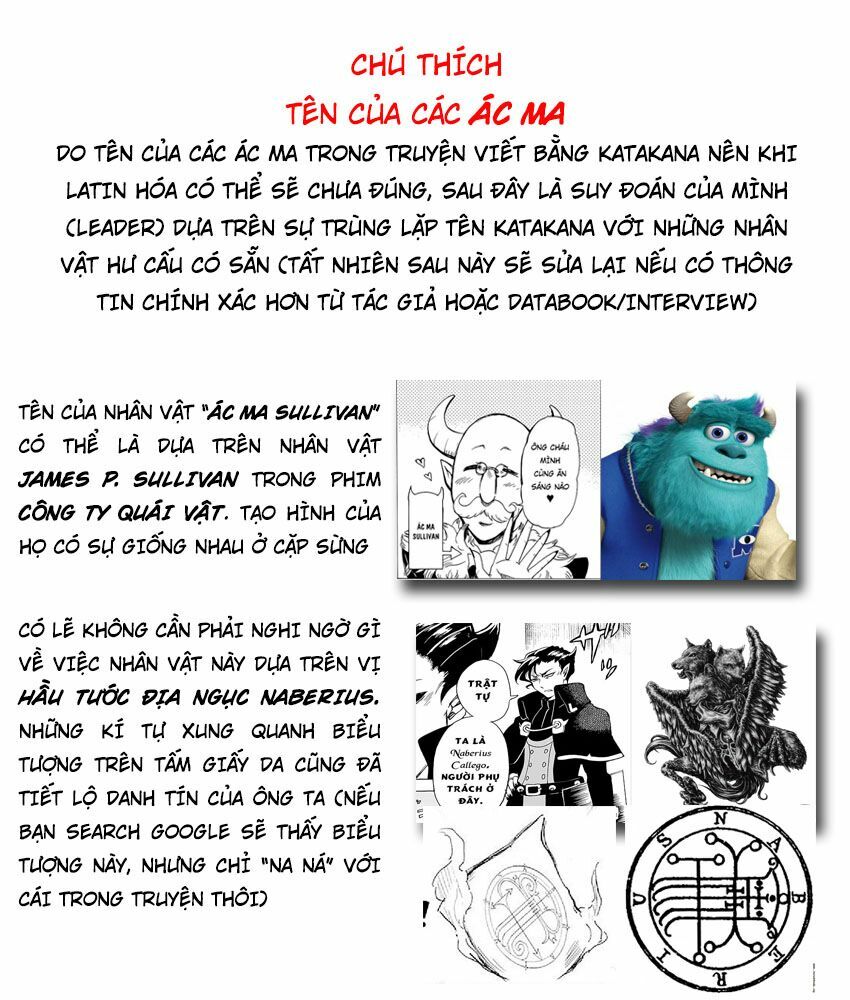 CHÚ THÍCH
TÊN CỦA CÁC ÁC MA
DO TÊN CỦA CÁC ÁC MA TRONG TRUYỆN VIẾT BẰNG KATAKANA NÊN KHI
LATIN HÓA CÓ THỂ SẼ CHƯA ĐÚNG, SAU ĐÂY LÀ SUY ĐOÁN CỦA MÌNH
(LEADER) DỰA TRÊN SỰ TRÙNG LẶP TÊN KATAKANA VỚI NHỮNG NHÂN
VẬT HƯ CẤU CÓ SẴN (TẤT NHIÊN SAU NÀY SẼ SỬA LẠI NẾU CÓ THÔNG
TIN CHÍNH XÁC HƠN TỪ TÁC GIẢ HOẶC DATABOOK/INTERVIEW)
TÊN CỦA NHÂN VẬT "ÁC MA SULLIVAN"
CÓ THỂ LÀ DỰA TRÊN NHÂN VẬT
JAMES P. SULLIVAN TRONG PHIM
CÔNG TY QUÁI VẬT. TẠO HÌNH CỦA
HỌ CÓ SỰ GIỐNG NHAU Ở CẶP SỪNG
ÔNG CHÁU
MÌNH
CÙNG ĂN
SÁNG NÀO
♥
ÁC MA
SULLIVAN
CÓ LẼ KHÔNG CẦN PHẢI NGHI NGỜ GÌ
VỀ VIỆC NHÂN VẬT NÀY DỰA TRÊN VỊ
HẦU TƯỚC ĐỊA NGỤC NABERIUS.
NHỮNG KÍ TỰ XUNG QUANH BIỂU
TƯỢNG TRÊN TẤM GIẤY DA CŨNG ĐÃ
TIẾT LỘ DANH TÍN CỦA ÔNG TA (NẾU
BẠN SEARCH GOOGLE SẼ THẤY BIỂU
TƯỢNG NÀY, NHƯNG CHỈ "NA NÁ" VỚI
CÁI TRONG TRUYỆN THÔI)
TRẬT
TỰ
TA LÀ
Naberius
Callego,
NGƯỜI PHỤ
TRÁCH Ở
ĐÂY.
!
NABERIUS